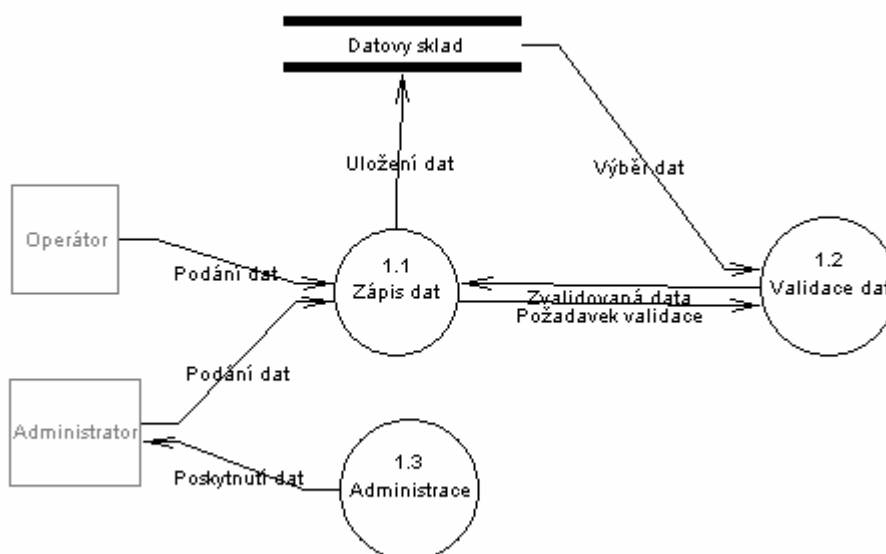 Datovy sklad
Uložení dat
Výběr dat
Operátor
Podání dat
1.1
Zápis dat
1.2
Validace dat
Zvalidovaná data
Požadavek validace
Podání dat
Administrator
Poskytnutí dat
1.3
Administrace